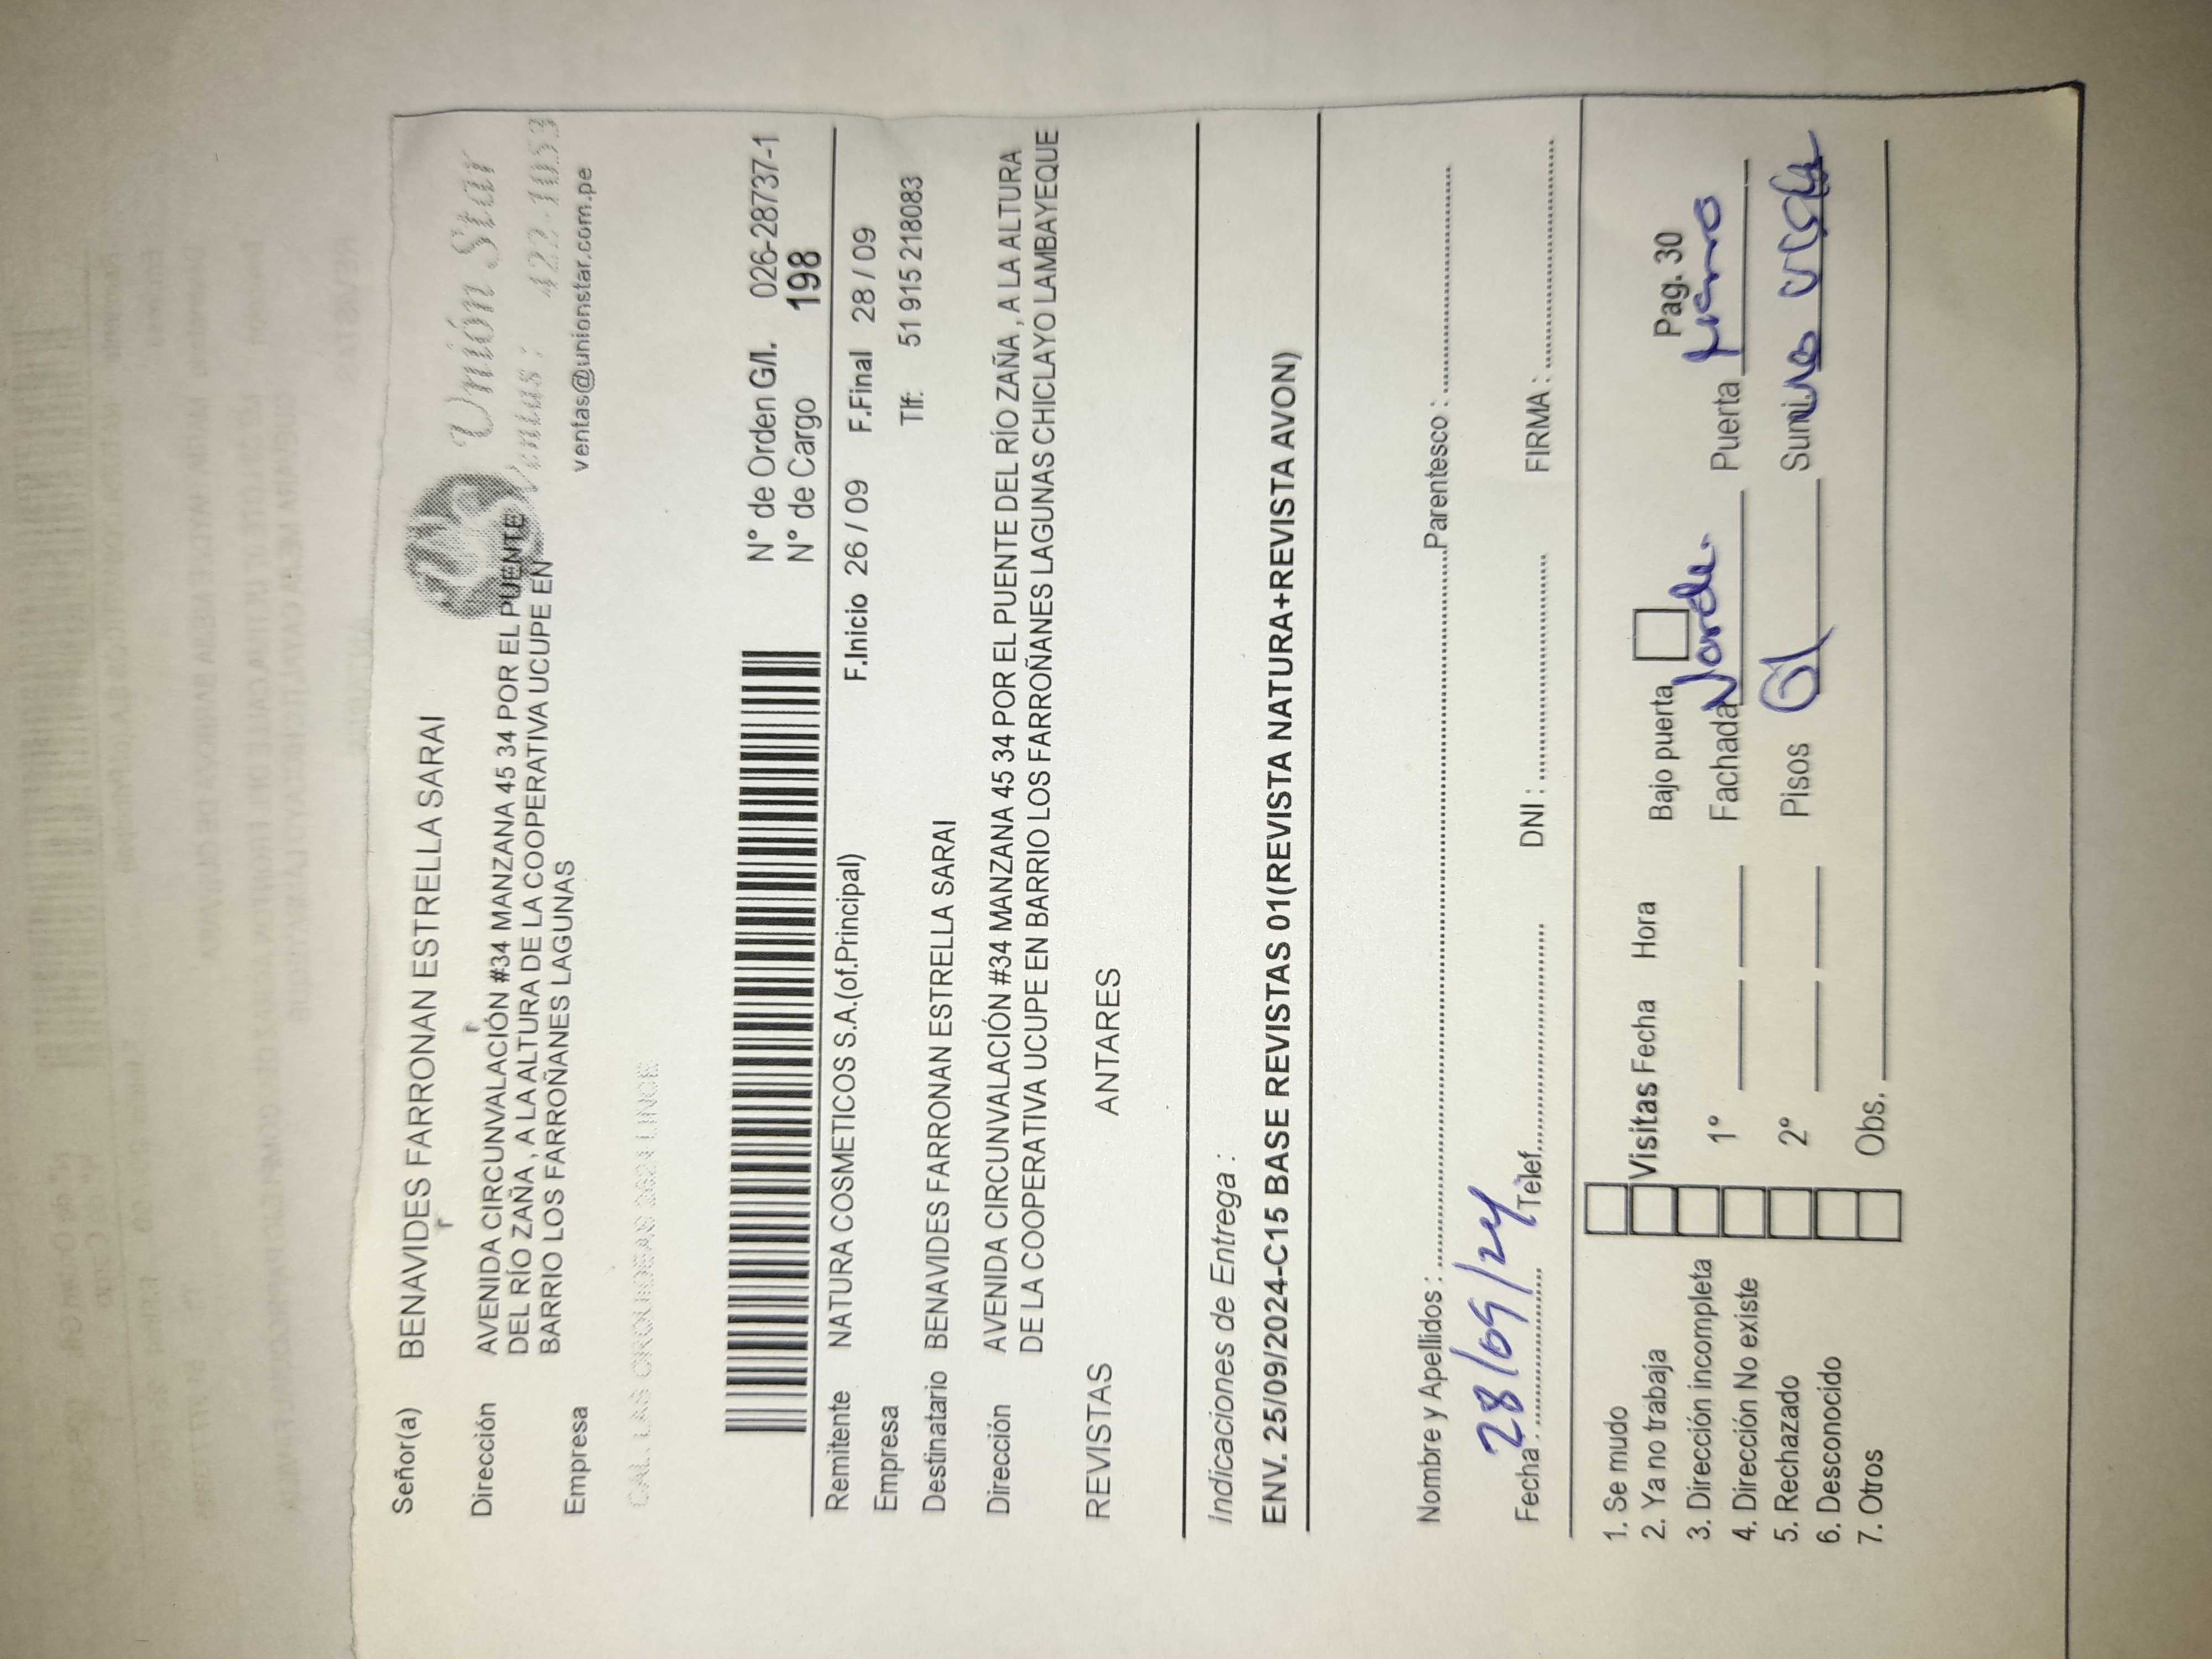 Señor(a) BENAVIDES FARRONAN ESTRELLA SARAI
Unión Star
Dirección AVENIDA CIRCUNVALACIÓN #34 MANZANA 45 34 POR EL PUENTE
Ventas: 422-1053
DEL RÍO ZAÑA , A LA ALTURA DE LA COOPERATIVA UCUPE EN
BARRIO LOS FARROÑANES LAGUNAS
ventas@unionstar.com.pe
Empresa
CAL. LAS ORQUIDEAS 2621 LINCE
N° de Orden G/I. 026-28737-1
N° de Cargo 198
Remitente NATURA COSMETICOS S.A.(of.Principal) F.Inicio 26 / 09 F.Final 28 / 09
Empresa Tlf: 51 915 218083
Destinatario BENAVIDES FARRONAN ESTRELLA SARAI
Dirección AVENIDA CIRCUNVALACIÓN #34 MANZANA 45 34 POR EL PUENTE DEL RÍO ZAÑA , A LA ALTURA
DE LA COOPERATIVA UCUPE EN BARRIO LOS FARROÑANES LAGUNAS CHICLAYO LAMBAYEQUE
REVISTAS ANTARES
Indicaciones de Entrega :
ENV. 25/09/2024-C15 BASE REVISTAS 01(REVISTA NATURA+REVISTA AVON)
Nombre y Apellidos : Parentesco :
28/09/24
Fecha : Telef. DNI : FIRMA :
1. Se mudo
2. Ya no trabaja Visitas Fecha Hora Bajo puerta Pag. 30
3. Dirección incompleta 1° Fachada Puerta
4. Dirección No existe
5. Rechazado 2° Pisos 01
6. Desconocido
7. Otros Obs.